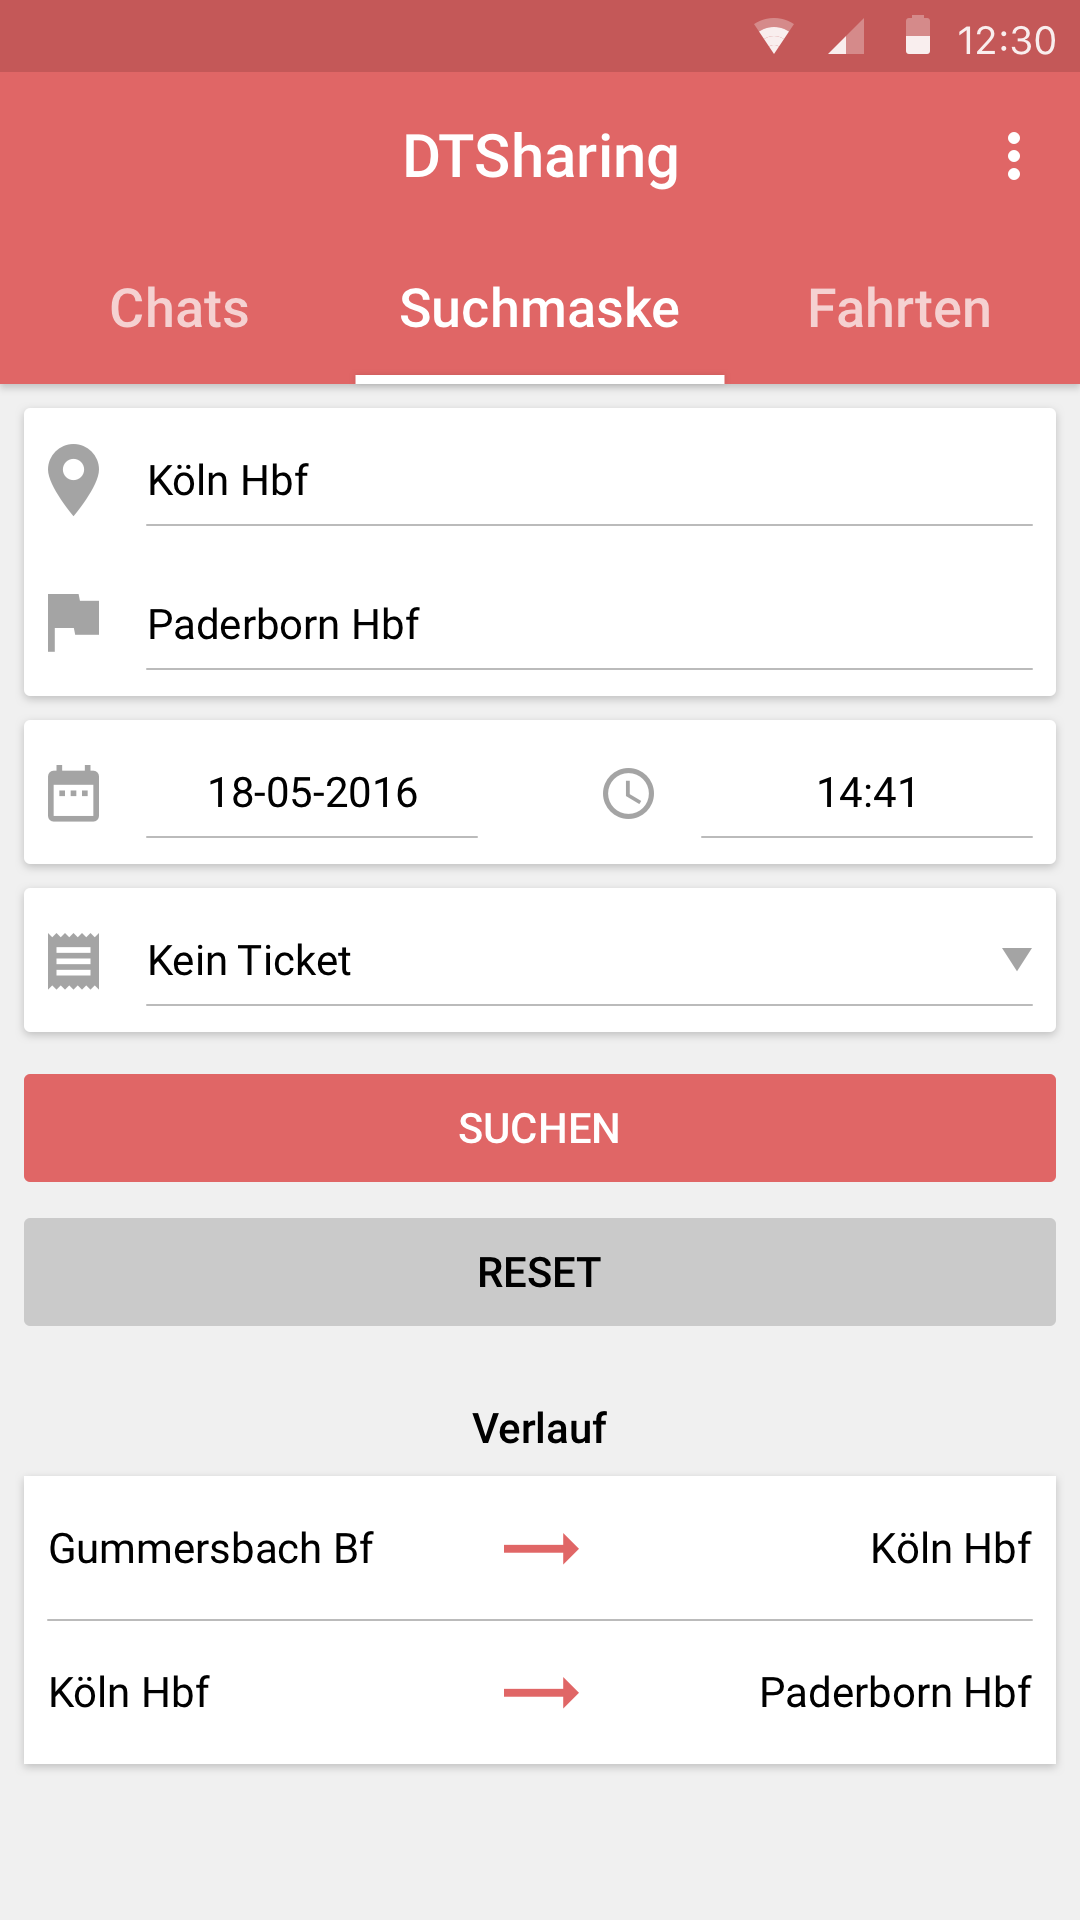 12:30
DTSharing
Chats Suchmaske Fahrten
Köln Hbf
Paderborn Hbf
18-05-2016 14:41
Kein Ticket
SUCHEN
RESET
Verlauf
Gummersbach Bf Köln Hbf
Köln Hbf Paderborn Hbf